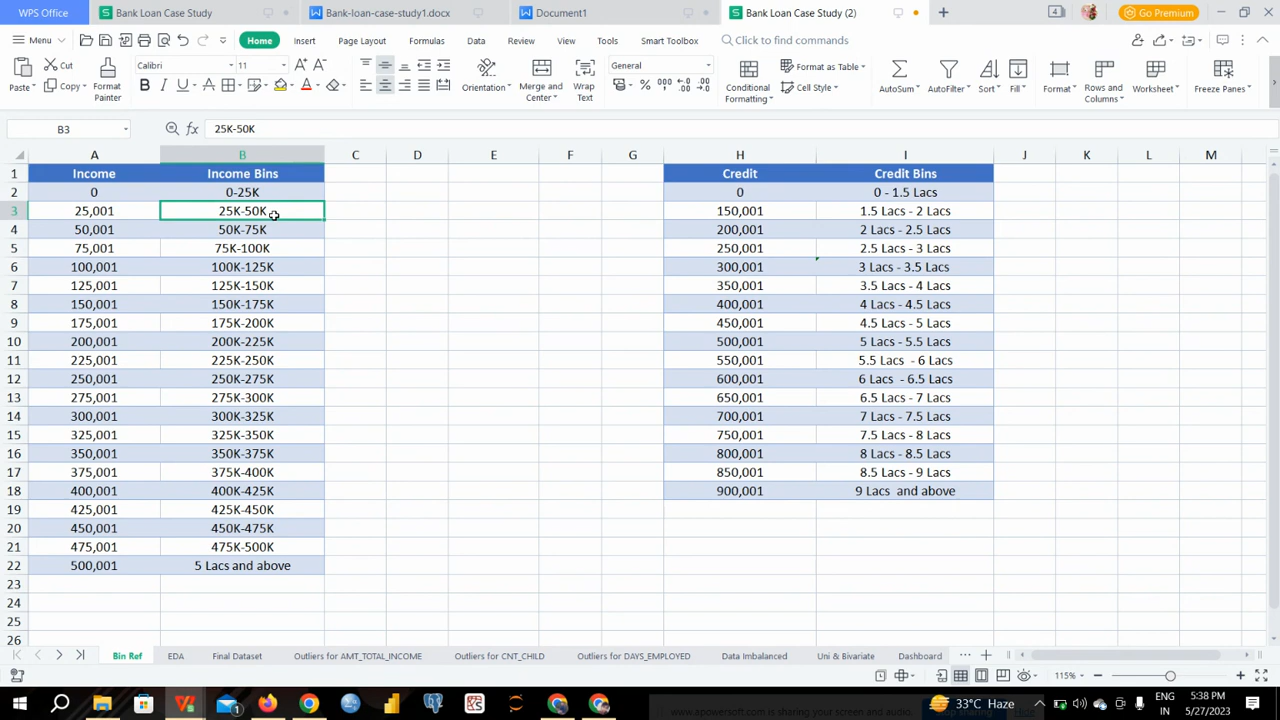 WPS Office
Bank Loan Case Study
Bank-loan-case-study1.docx
Document1
Bank Loan Case Study (2)
4
Go Premium
Menu
Home
Insert
Page Layout
Formulas
Data
Review
View
Tools
Smart Toolbox
Click to find commands
Paste
Cut
Copy
Format Painter
Calibri
11
Orientation
Merge and Center
Wrap Text
General
Conditional Formatting
Format as Table
Cell Style
AutoSum
AutoFilter
Sort
Fill
Format
Rows and Columns
Worksheet
Freeze Panes
B3
fx
25K-50K
A B C D E F G H I J K L M
1 Income Income Bins Credit Credit Bins
2 0 0-25K 0 0 - 1.5 Lacs
3 25,001 25K-50K 150,001 1.5 Lacs - 2 Lacs
4 50,001 50K-75K 200,001 2 Lacs - 2.5 Lacs
5 75,001 75K-100K 250,001 2.5 Lacs - 3 Lacs
6 100,001 100K-125K 300,001 3 Lacs - 3.5 Lacs
7 125,001 125K-150K 350,001 3.5 Lacs - 4 Lacs
8 150,001 150K-175K 400,001 4 Lacs - 4.5 Lacs
9 175,001 175K-200K 450,001 4.5 Lacs - 5 Lacs
10 200,001 200K-225K 500,001 5 Lacs - 5.5 Lacs
11 225,001 225K-250K 550,001 5.5 Lacs - 6 Lacs
12 250,001 250K-275K 600,001 6 Lacs - 6.5 Lacs
13 275,001 275K-300K 650,001 6.5 Lacs - 7 Lacs
14 300,001 300K-325K 700,001 7 Lacs - 7.5 Lacs
15 325,001 325K-350K 750,001 7.5 Lacs - 8 Lacs
16 350,001 350K-375K 800,001 8 Lacs - 8.5 Lacs
17 375,001 375K-400K 850,001 8.5 Lacs - 9 Lacs
18 400,001 400K-425K 900,001 9 Lacs and above
19 425,001 425K-450K
20 450,001 450K-475K
21 475,001 475K-500K
22 500,001 5 Lacs and above
23
24
25
26
Bin Ref
EDA
Final Dataset
Outliers for AMT_TOTAL_INCOME
Outliers for CNT_CHILD
Outliers for DAYS_EMPLOYED
Data Imbalanced
Uni & Bivariate
Dashboard
115%
www.apowersoft.com is sharing your screen and audio
33°C Haze
ENG
IN
5:38 PM
5/27/2023